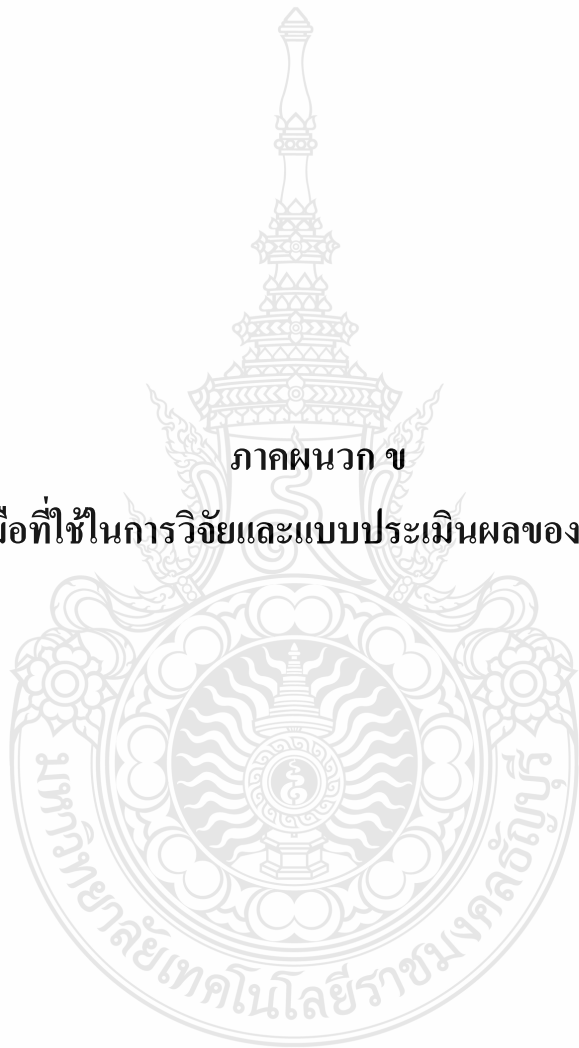 ภาคผนวก ข
มือที่ใช้ในการวิจัยและแบบประเมินผลของ
มหาวิทยาลัยเทคโนโลยีราชมงคลธัญบุรี